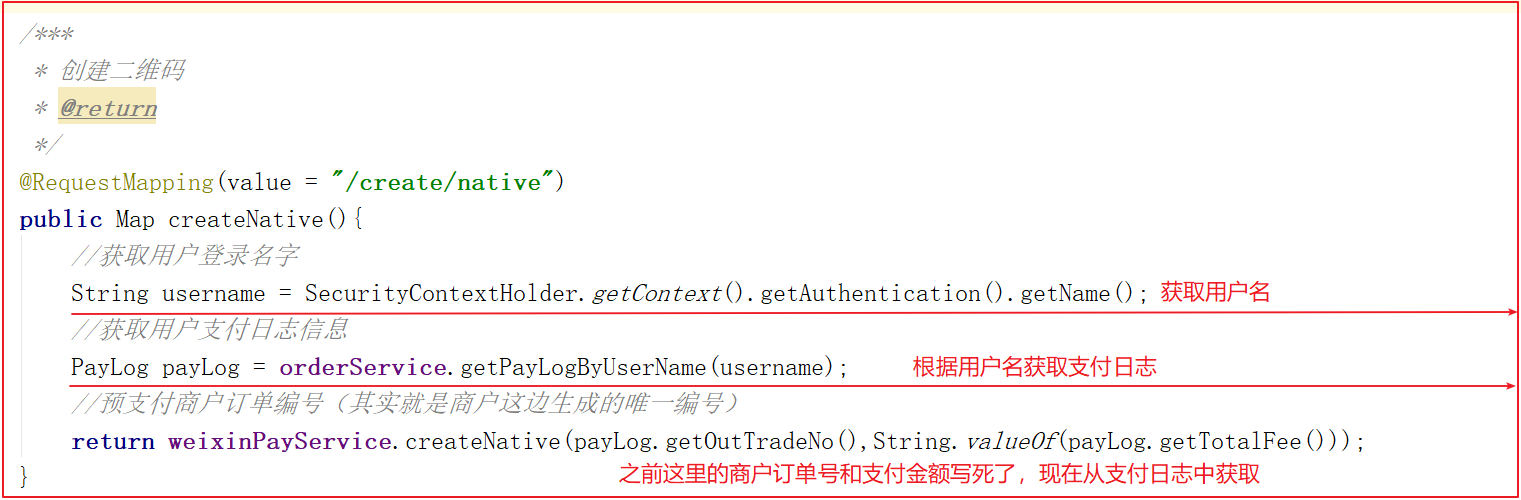 /***
 * 创建二维码
 * @return
 */
@RequestMapping(value = "/create/native")
public Map createNative(){
    //获取用户登录名字
    String username = SecurityContextHolder.getContext().getAuthentication().getName(); 获取用户名
    //获取用户支付日志信息
    PayLog payLog = orderService.getPayLogByUserName(username); 根据用户名获取支付日志
    //预支付商户订单编号（其实就是商户这边生成的唯一编号）
    return weixinPayService.createNative(payLog.getOutTradeNo(),String.valueOf(payLog.getTotalFee()));
之前这里的商户订单号和支付金额写死了，现在从支付日志中获取
}